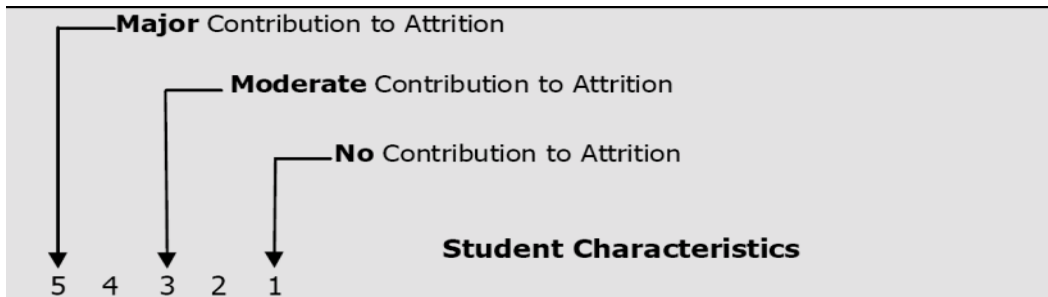 Major Contribution to Attrition
Moderate Contribution to Attrition
No Contribution to Attrition
Student Characteristics
5 4 3 2 1